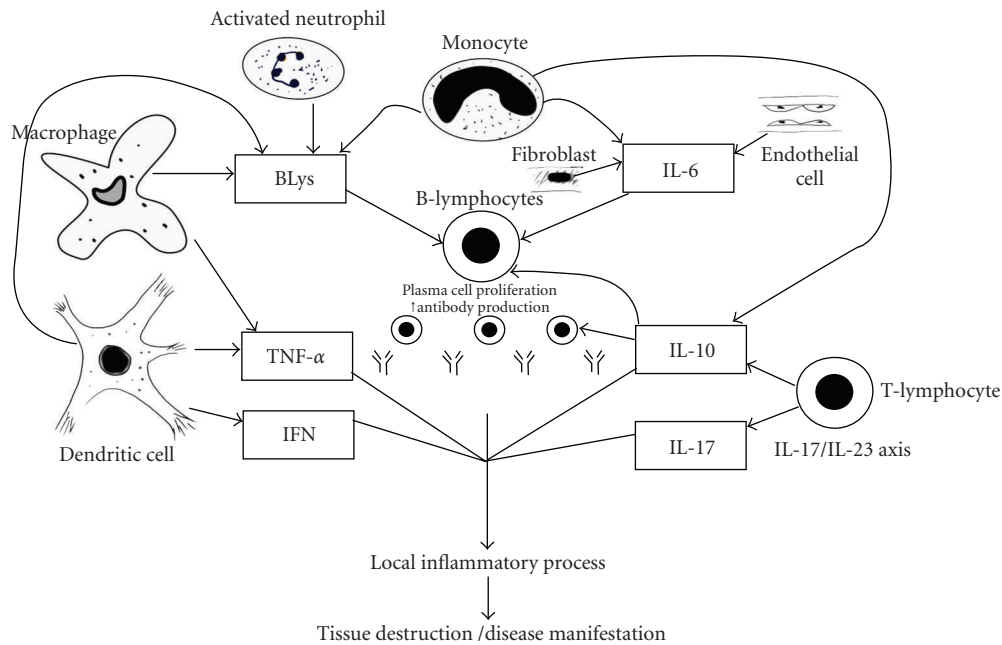 Activated neutrophil
Monocyte
Macrophage
Fibroblast
Endothelial
cell
BLys
IL-6
B-lymphocytes
Plasma cell proliferation
↑antibody production
TNF-α
IL-10
T-lymphocyte
IFN
IL-17
IL-17/IL-23 axis
Dendritic cell
Local inflammatory process
Tissue destruction /disease manifestation